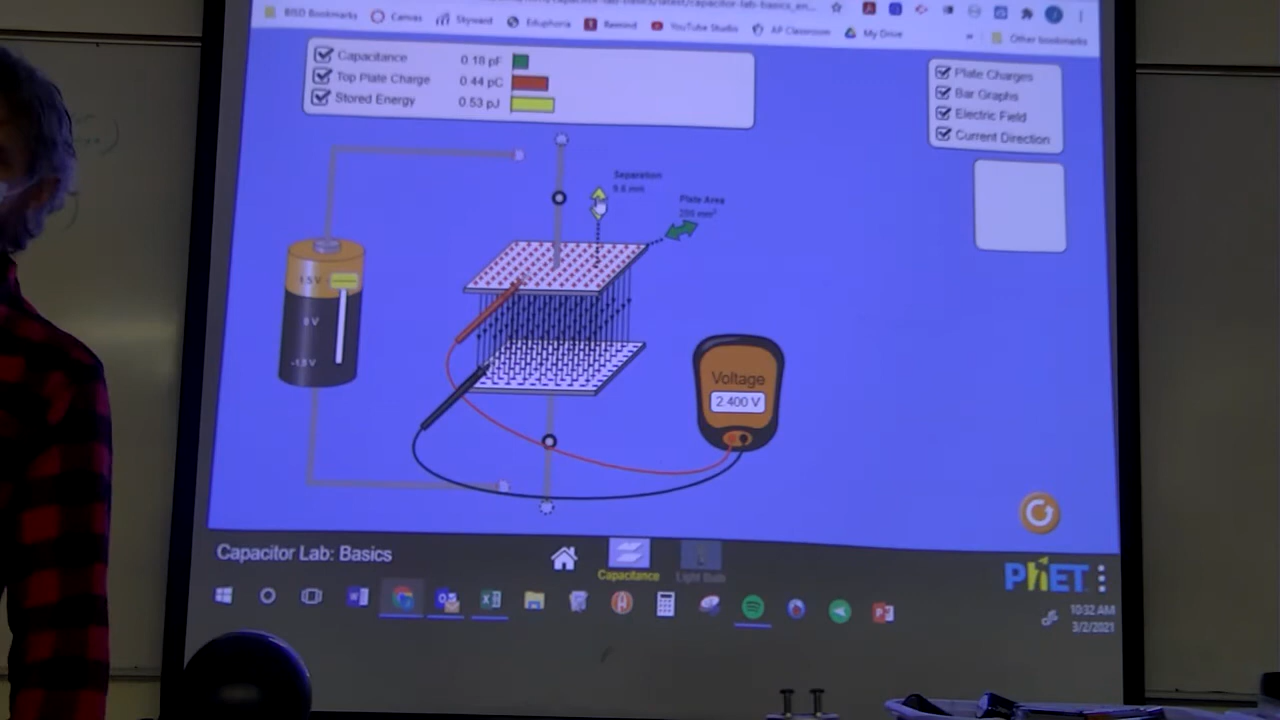 BISD Bookmarks Canvas Skyward Eduphoria Remind YouTube Studio AP Classroom My Drive » Other bookmarks
Capacitance 0.18 pF
Top Plate Charge 0.44 pC
Stored Energy 0.53 pJ
Plate Charges
Bar Graphs
Electric Field
Current Direction
Separation
mm
Plate Area
mm²
1.5 V
0 V
-1.5 V
Voltage
2.400 V
Capacitor Lab: Basics
Capacitance
Light Bulb
PhET
10:32 AM
3/2/2021